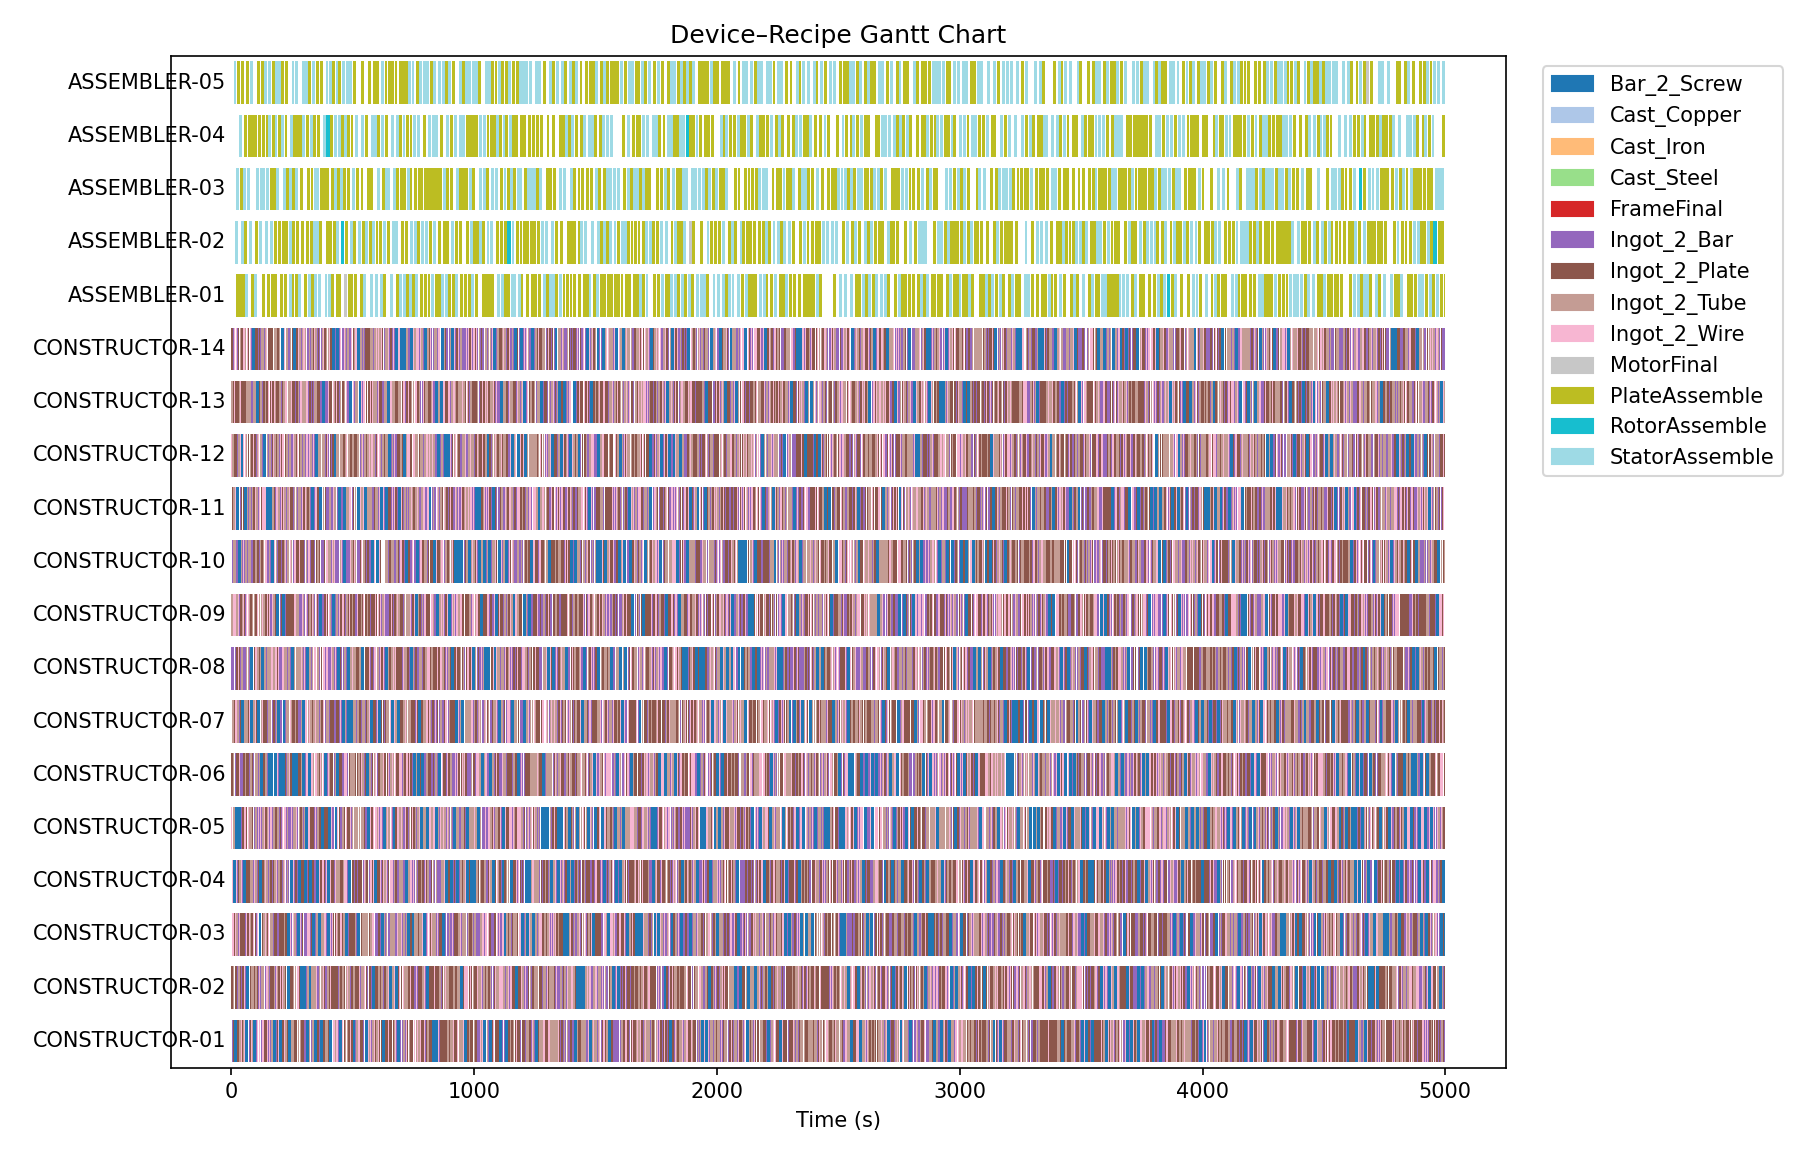 Device–Recipe Gantt Chart
ASSEMBLER-05
ASSEMBLER-04
ASSEMBLER-03
ASSEMBLER-02
ASSEMBLER-01
CONSTRUCTOR-14
CONSTRUCTOR-13
CONSTRUCTOR-12
CONSTRUCTOR-11
CONSTRUCTOR-10
CONSTRUCTOR-09
CONSTRUCTOR-08
CONSTRUCTOR-07
CONSTRUCTOR-06
CONSTRUCTOR-05
CONSTRUCTOR-04
CONSTRUCTOR-03
CONSTRUCTOR-02
CONSTRUCTOR-01
0 1000 2000 3000 4000 5000
Time (s)
Bar_2_Screw
Cast_Copper
Cast_Iron
Cast_Steel
FrameFinal
Ingot_2_Bar
Ingot_2_Plate
Ingot_2_Tube
Ingot_2_Wire
MotorFinal
PlateAssemble
RotorAssemble
StatorAssemble